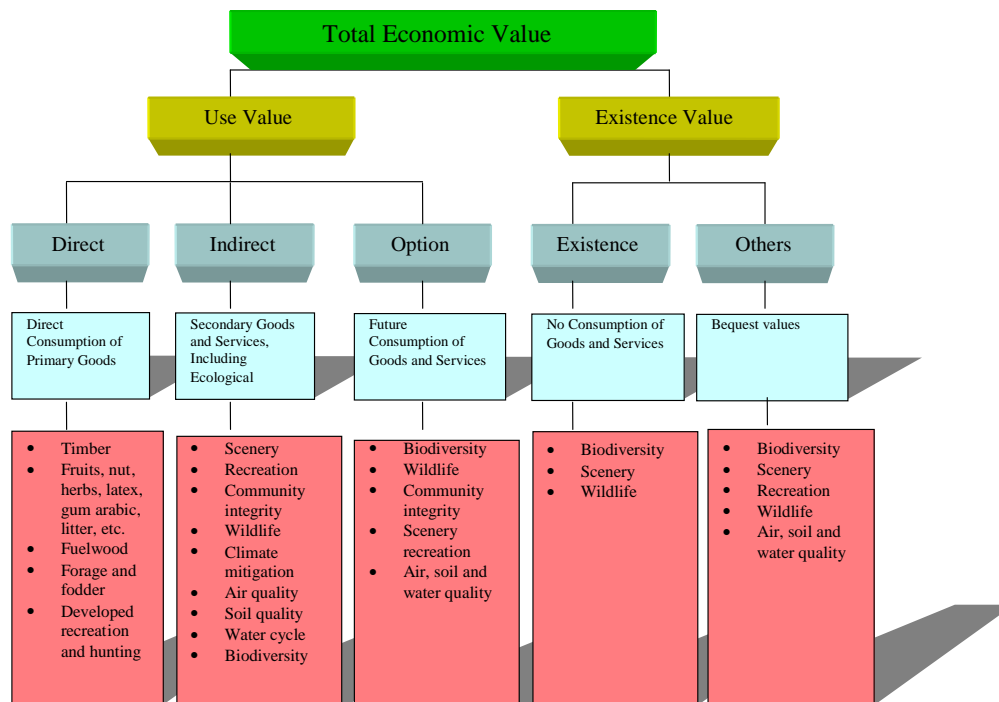 Total Economic Value
Use Value
Existence Value
Direct
Indirect
Option
Existence
Others
Direct
Consumption of
Primary Goods
Secondary Goods
and Services,
Including
Ecological
Future
Consumption of
Goods and Services
No Consumption of
Goods and Services
Bequest values
• Timber
• Fruits, nut,
herbs, latex,
gum arabic,
litter, etc.
• Fuelwood
• Forage and
fodder
• Developed
recreation
and hunting
• Scenery
• Recreation
• Community
integrity
• Wildlife
• Climate
mitigation
• Air quality
• Soil quality
• Water cycle
• Biodiversity
• Biodiversity
• Wildlife
• Community
integrity
• Scenery
recreation
• Air, soil and
water quality
• Biodiversity
• Scenery
• Wildlife
• Biodiversity
• Scenery
• Recreation
• Wildlife
• Air, soil and
water quality